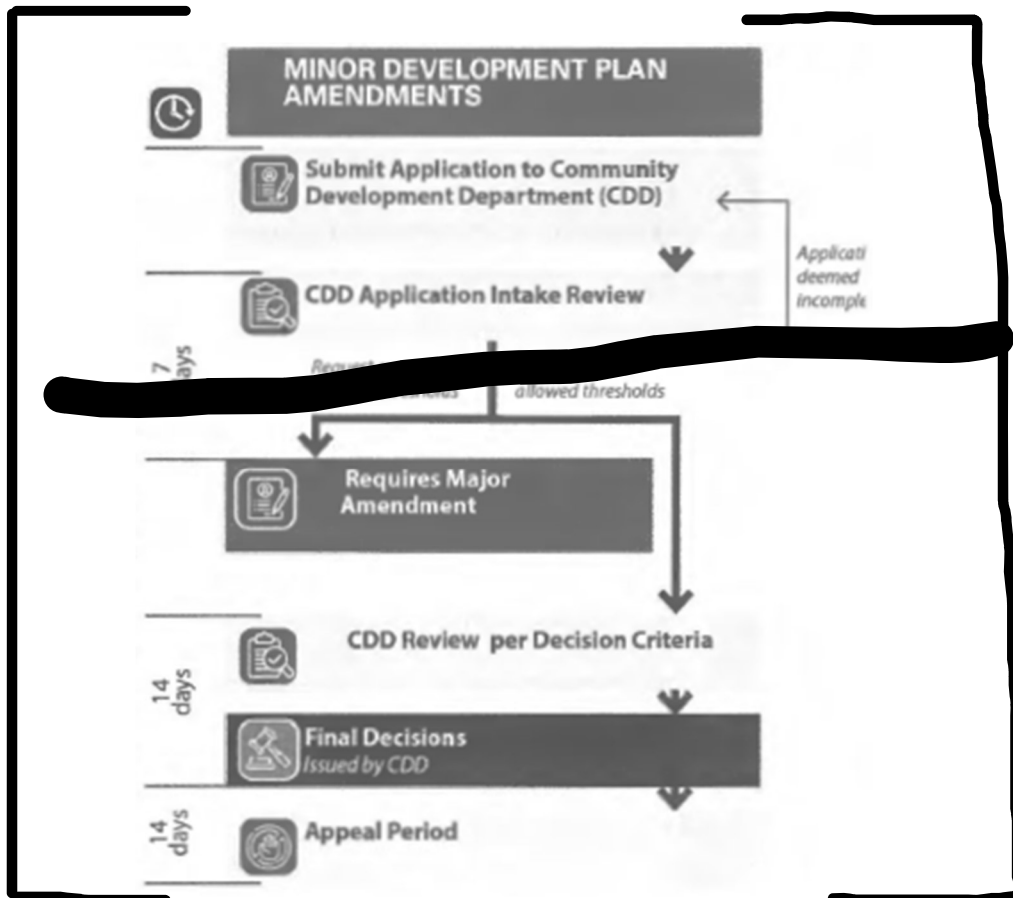 MINOR DEVELOPMENT PLAN
AMENDMENTS
Submit Application to Community
Development Department (CDD)
deemed
CDD Application Intake Review
7
allowed thresholds
Requires Major
Amendment
CDD Review per Decision Criteria
14
days
Final Decisions
Issued by CDD
14
days
Appeal Period